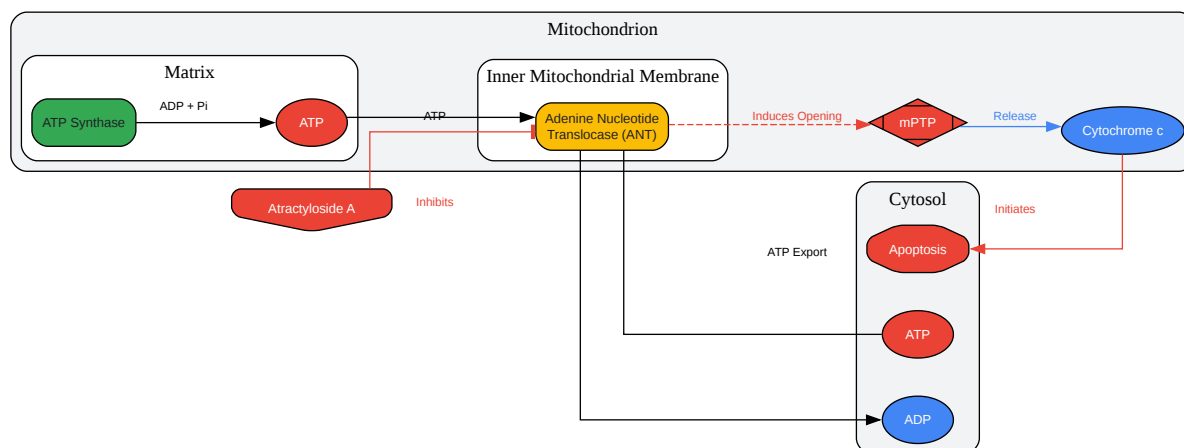 Mitochondrion
Matrix
Inner Mitochondrial Membrane
ATP Synthase
ADP + Pi
ATP
ATP
Adenine Nucleotide
Translocase (ANT)
Induces Opening
mPTP
Release
Cytochrome c
Atractyloside A
Inhibits
Cytosol
Initiates
Apoptosis
ATP Export
ATP
ADP